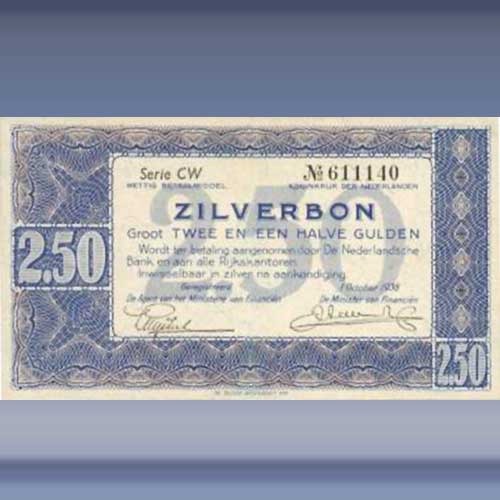 Serie CW № 611140
WETTIG BETAALMIDDEL KONINKRIJK DER NEDERLANDEN
ZILVERBON
Groot TWEE EN EEN HALVE GULDEN
Wordt ter betaling aangenomen door De Nederlandsche
Bank en aan alle Rijkskantoren.
Inwisselbaar in zilver na aankondiging.
Geregistreerd 1 October 1938
De Agent van het Ministerie van Financiën De Minister van Financiën
2.50
250
2.50